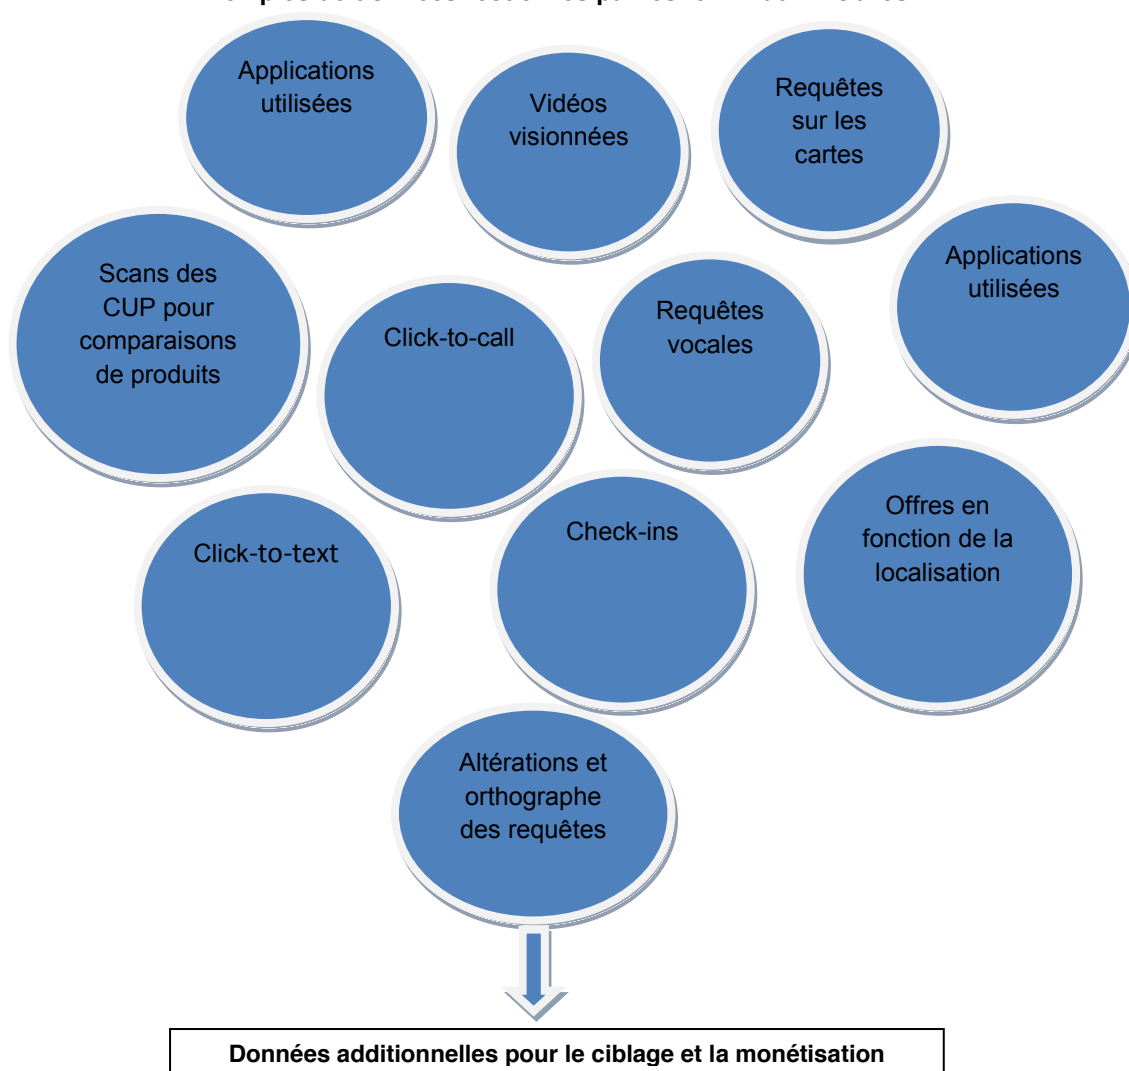 Applications
utilisées
Vidéos
visionnées
Requêtes
sur les
cartes
Applications
utilisées
Scans des
CUP pour
comparaisons
de produits
Click-to-call
Requêtes
vocales
Click-to-text
Check-ins
Offres en
fonction de la
localisation
Altérations et
orthographe
des requêtes
Données additionnelles pour le ciblage et la monétisation